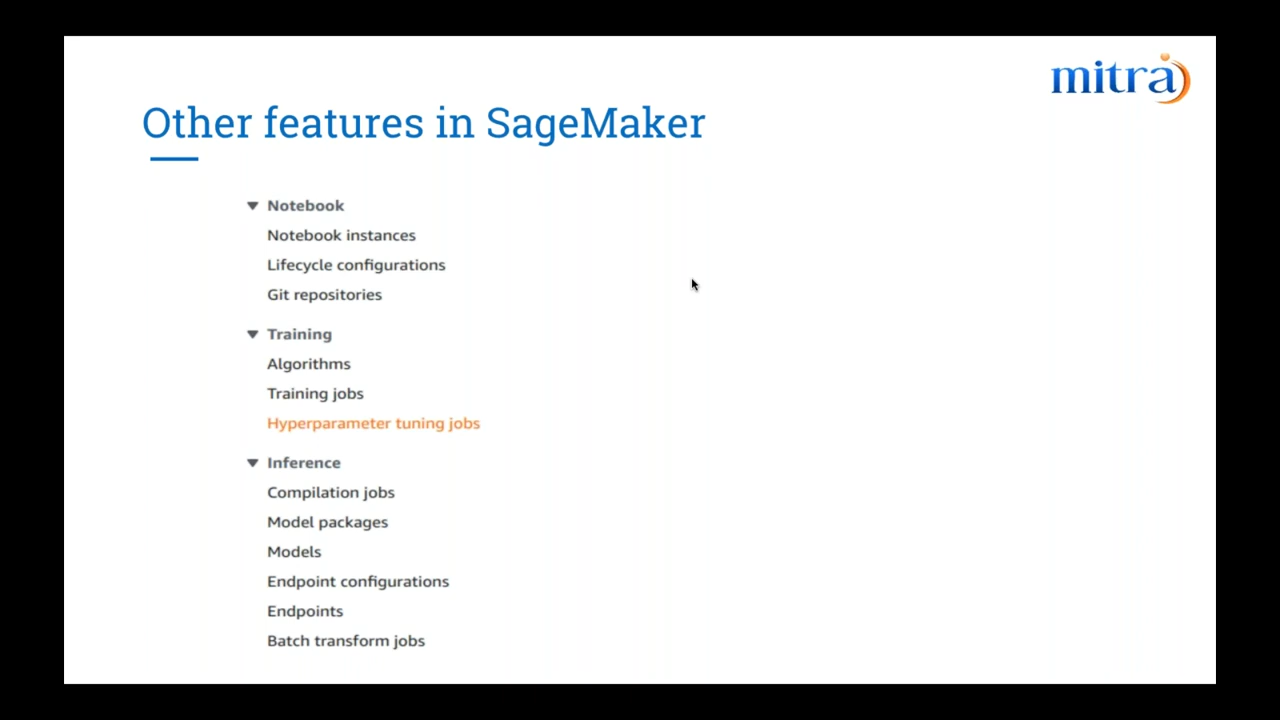 mitra
Other features in SageMaker
Notebook
Notebook instances
Lifecycle configurations
Git repositories
Training
Algorithms
Training jobs
Hyperparameter tuning jobs
Inference
Compilation jobs
Model packages
Models
Endpoint configurations
Endpoints
Batch transform jobs